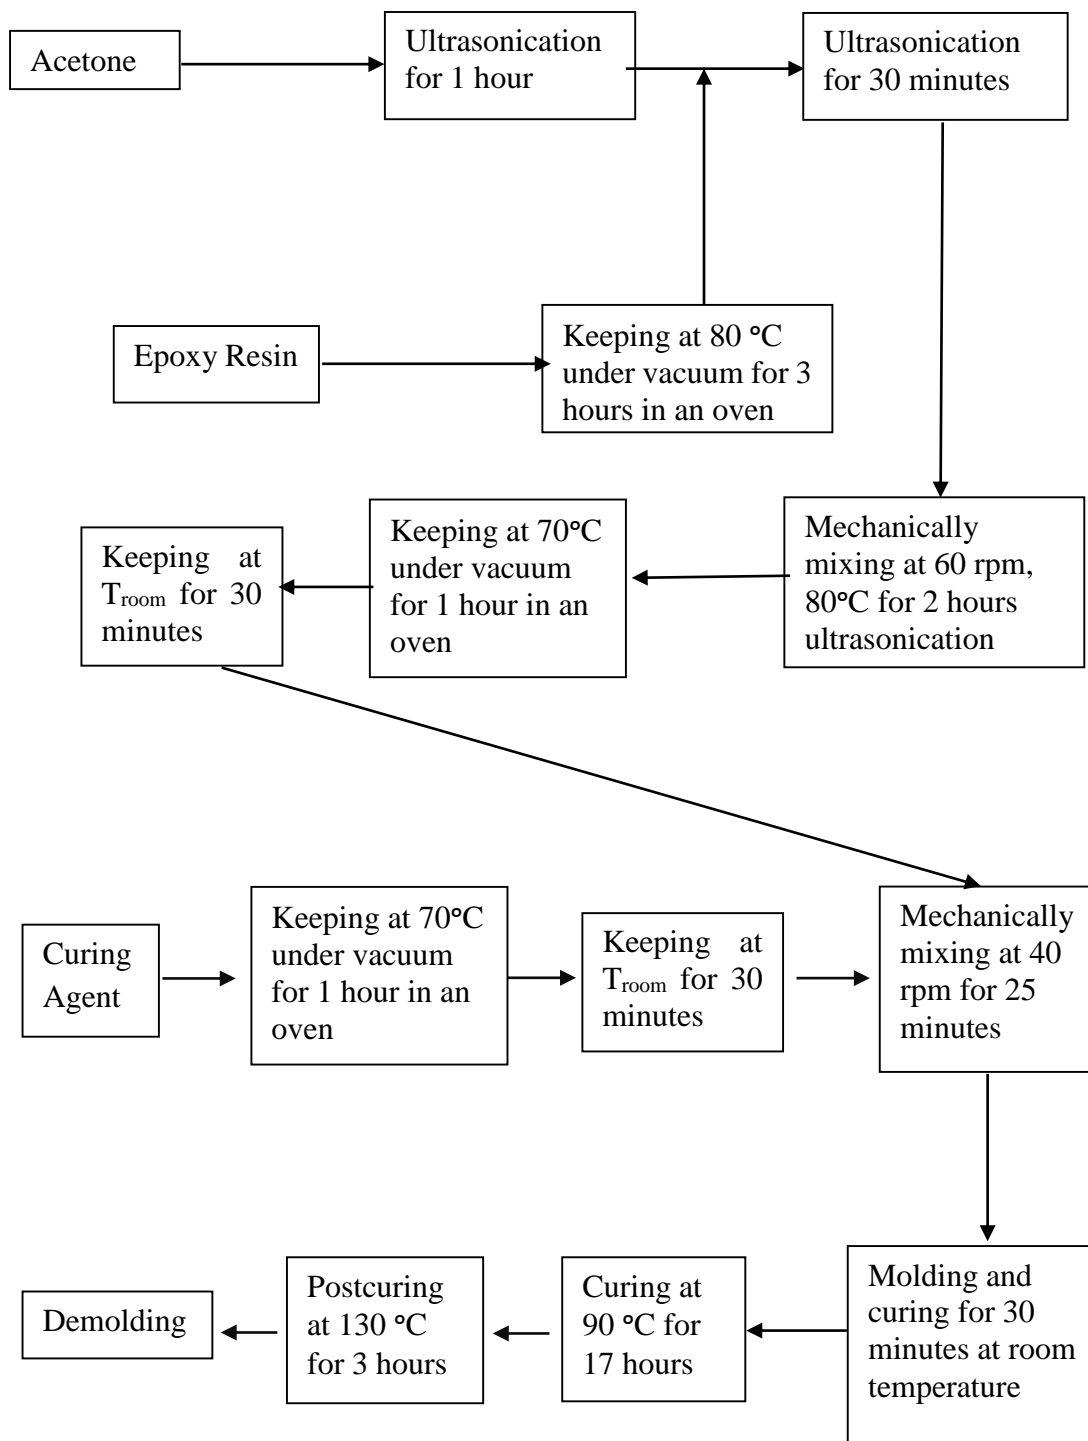 Acetone
Ultrasonication
for 1 hour
Ultrasonication
for 30 minutes
Epoxy Resin
Keeping at 80 °C
under vacuum for 3
hours in an oven
Keeping at
Troom for 30
minutes
Keeping at 70°C
under vacuum
for 1 hour in an
oven
Mechanically
mixing at 60 rpm,
80°C for 2 hours
ultrasonication
Curing
Agent
Keeping at 70°C
under vacuum
for 1 hour in an
oven
Keeping at
Troom for 30
minutes
Mechanically
mixing at 40
rpm for 25
minutes
Demolding
Postcuring
at 130 °C
for 3 hours
Curing at
90 °C for
17 hours
Molding and
curing for 30
minutes at room
temperature